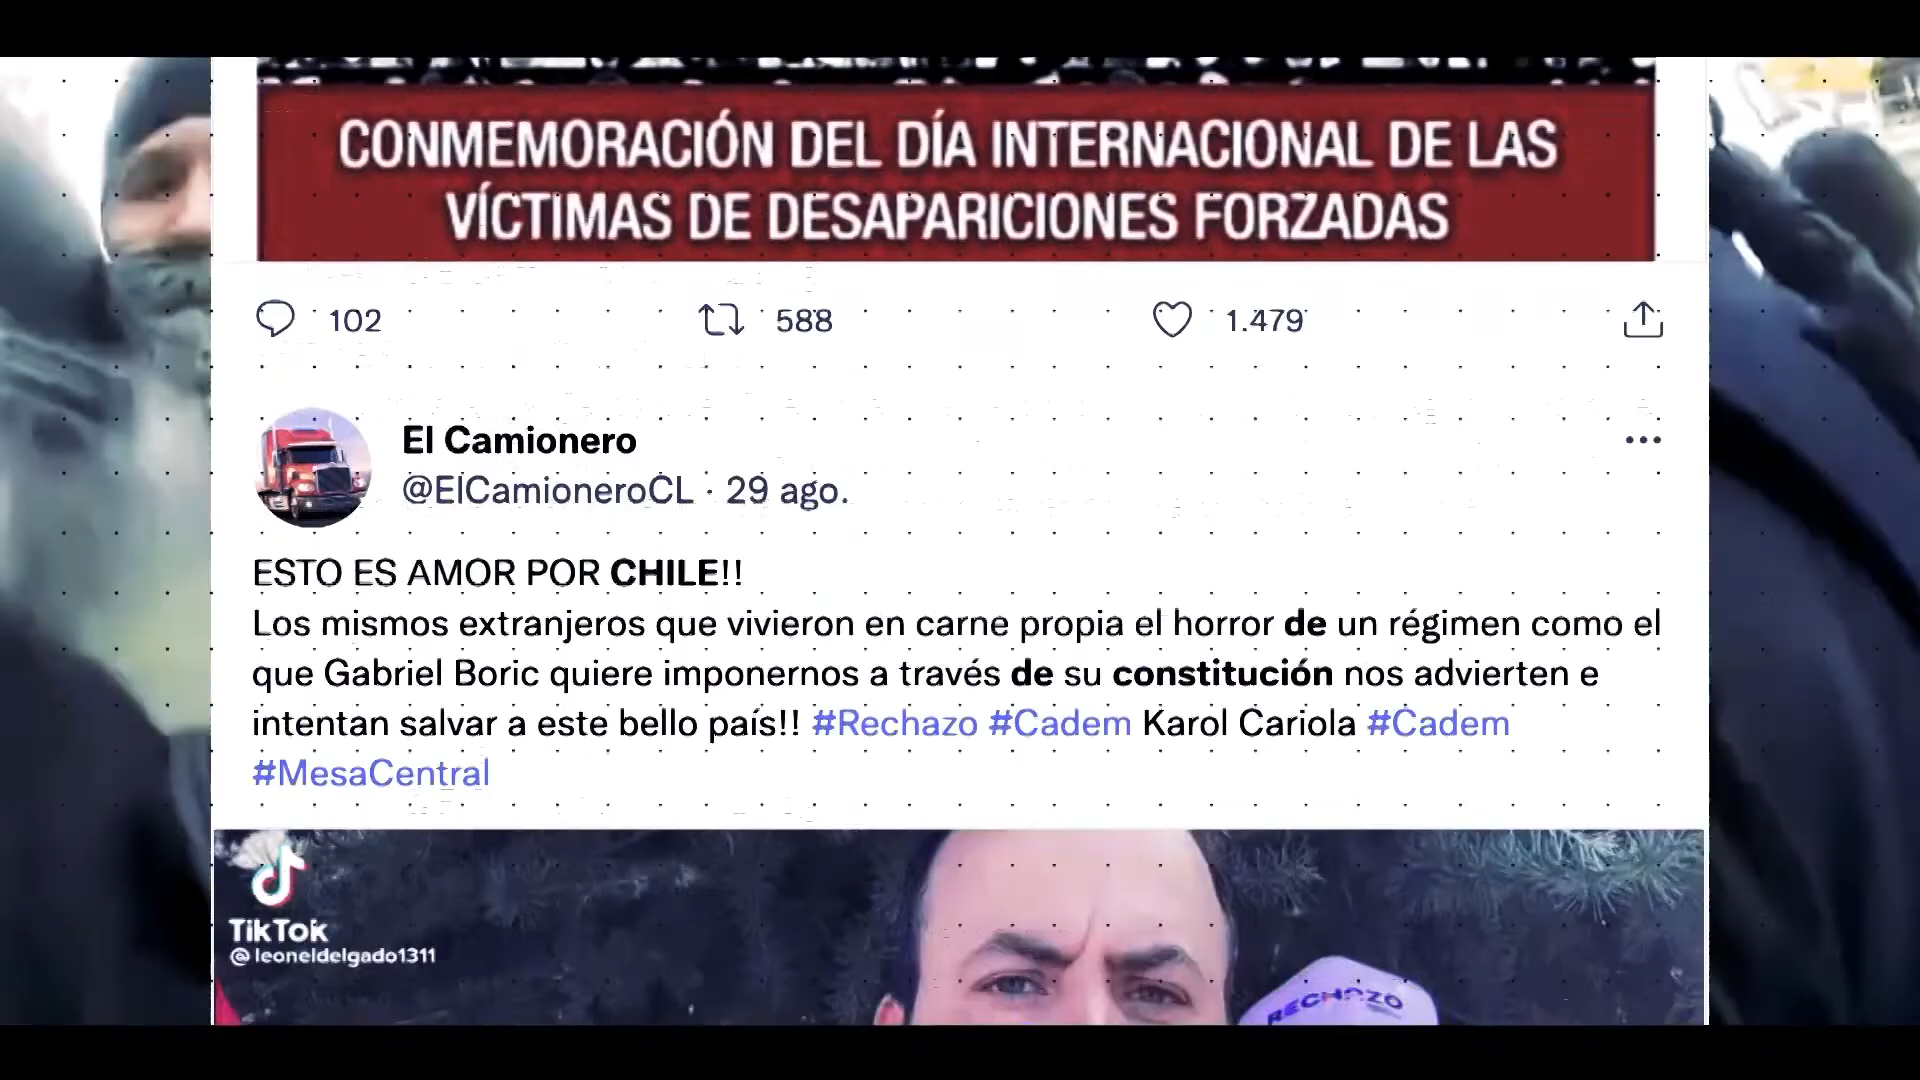 CONMEMORACIÓN DEL DÍA INTERNACIONAL DE LAS
VÍCTIMAS DE DESAPARICIONES FORZADAS
102 588 1.479
El Camionero
@ElCamioneroCL · 29 ago.
ESTO ES AMOR POR CHILE!!
Los mismos extranjeros que vivieron en carne propia el horror de un régimen como el
que Gabriel Boric quiere imponernos a través de su constitución nos advierten e
intentan salvar a este bello país!! #Rechazo #Cadem Karol Cariola #Cadem
#MesaCentral
TikTok
@leoneldelgado1311
RECHAZO